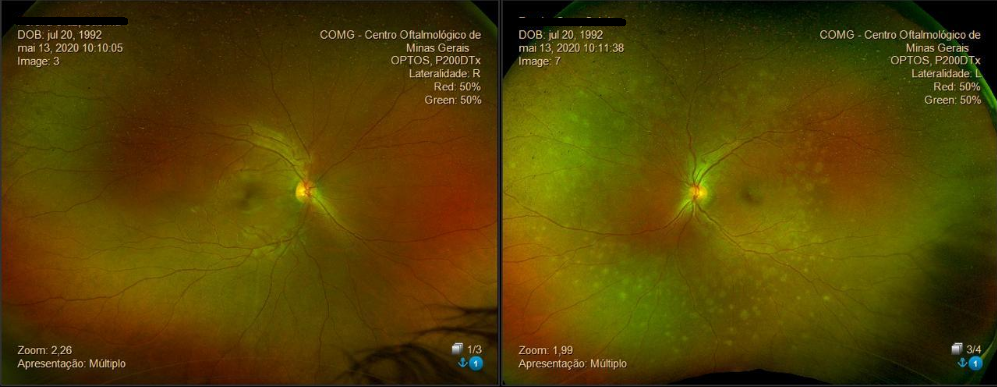 DOB: jul 20, 1992
mai 13, 2020 10:10:05
Image: 3
COMG - Centro Oftalmológico de
Minas Gerais
OPTOS, P200DTx
Lateralidade: R
Red: 50%
Green: 50%
Zoom: 2,26
Apresentação: Múltiplo
1/3
1
DOB: jul 20, 1992
mai 13, 2020 10:11:38
Image: 7
COMG - Centro Oftalmológico de
Minas Gerais
OPTOS, P200DTx
Lateralidade: L
Red: 50%
Green: 50%
Zoom: 1,99
Apresentação: Múltiplo
3/4
1